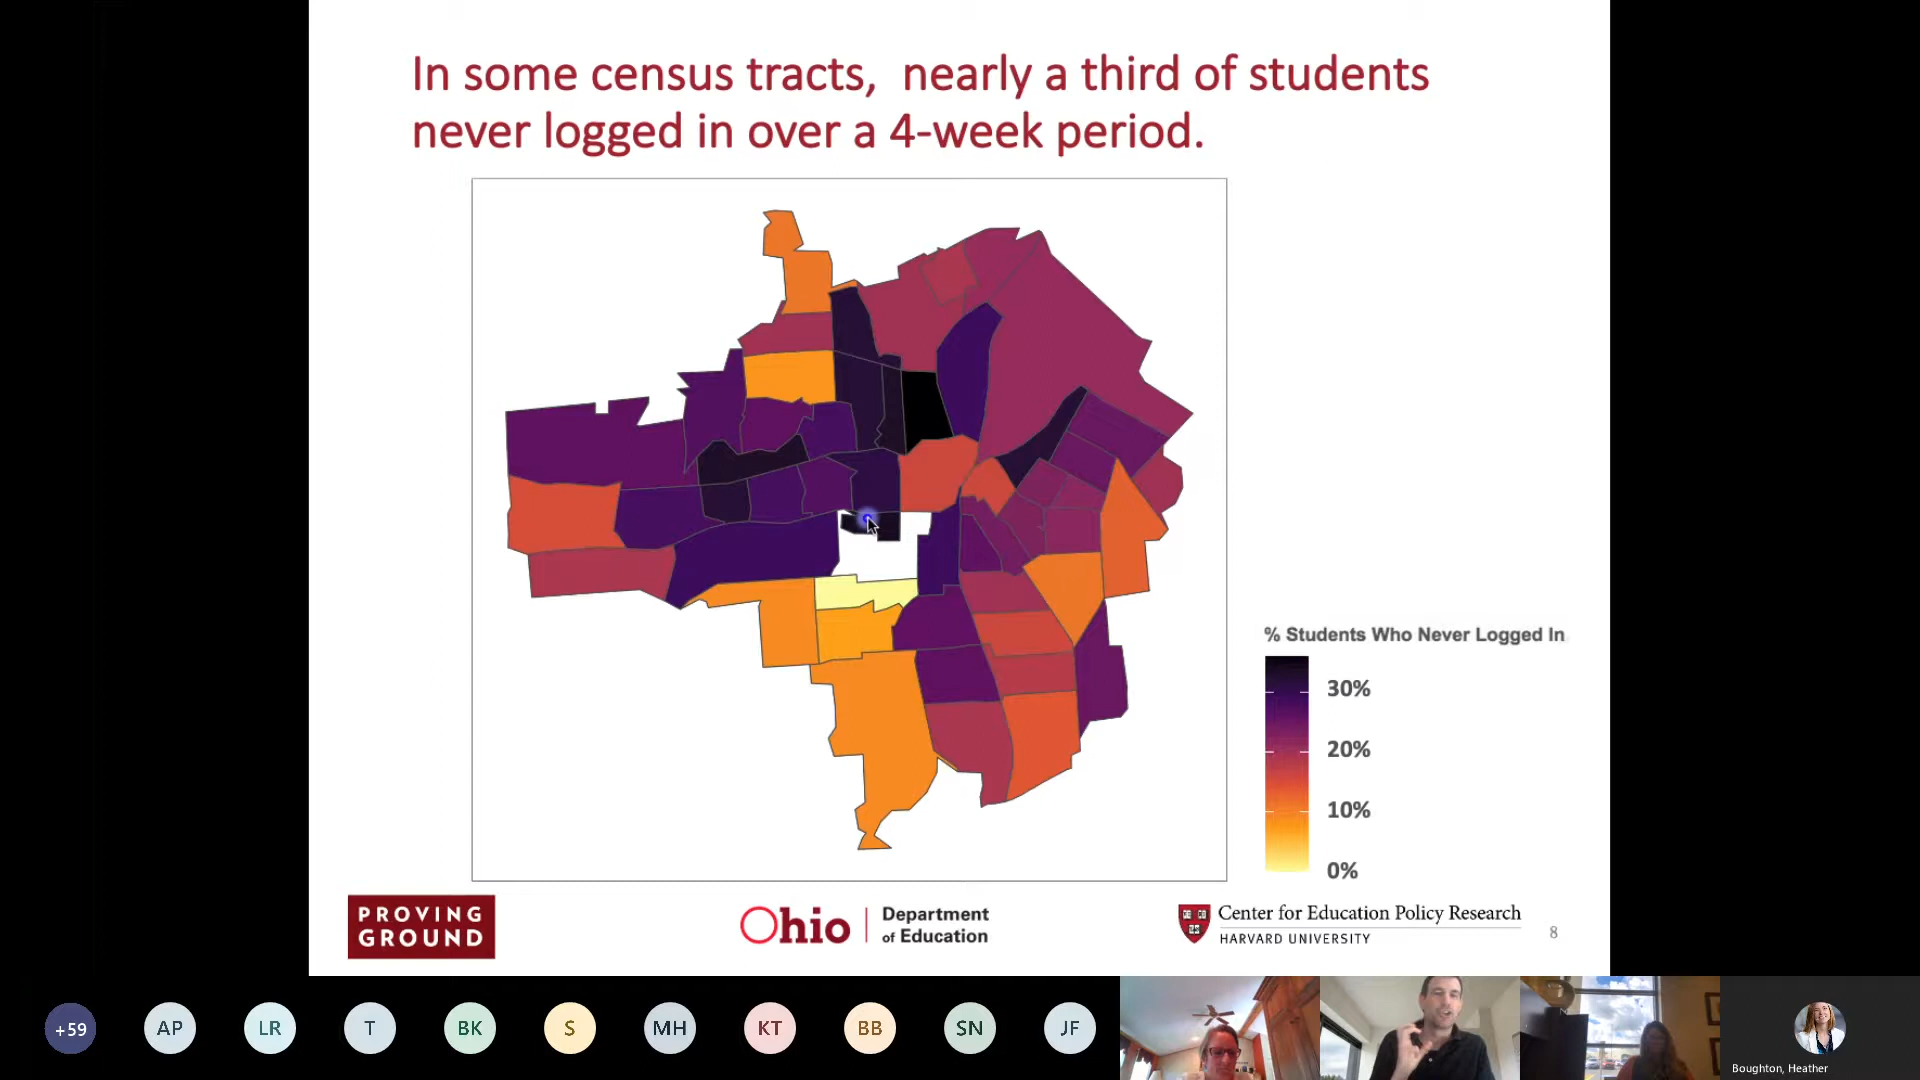 In some census tracts, nearly a third of students
never logged in over a 4-week period.
% Students Who Never Logged In
30%
20%
10%
0%
PROVING
GROUND
Ohio
Department
of Education
Center for Education Policy Research
HARVARD UNIVERSITY
8
+59
AP
LR
T
BK
S
MH
KT
BB
SN
JF
Boughton, Heather